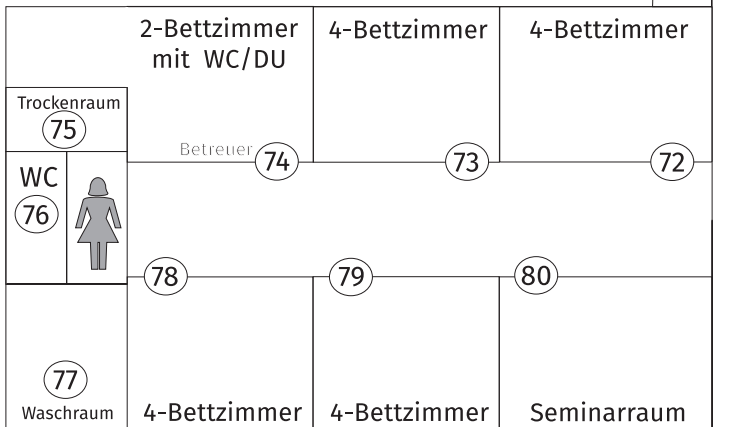 2-Bettzimmer
mit WC/DU
4-Bettzimmer
4-Bettzimmer
Trockenraum
75
Betreuer
74
73
72
WC
76
78
79
80
77
Waschraum
4-Bettzimmer
4-Bettzimmer
Seminarraum